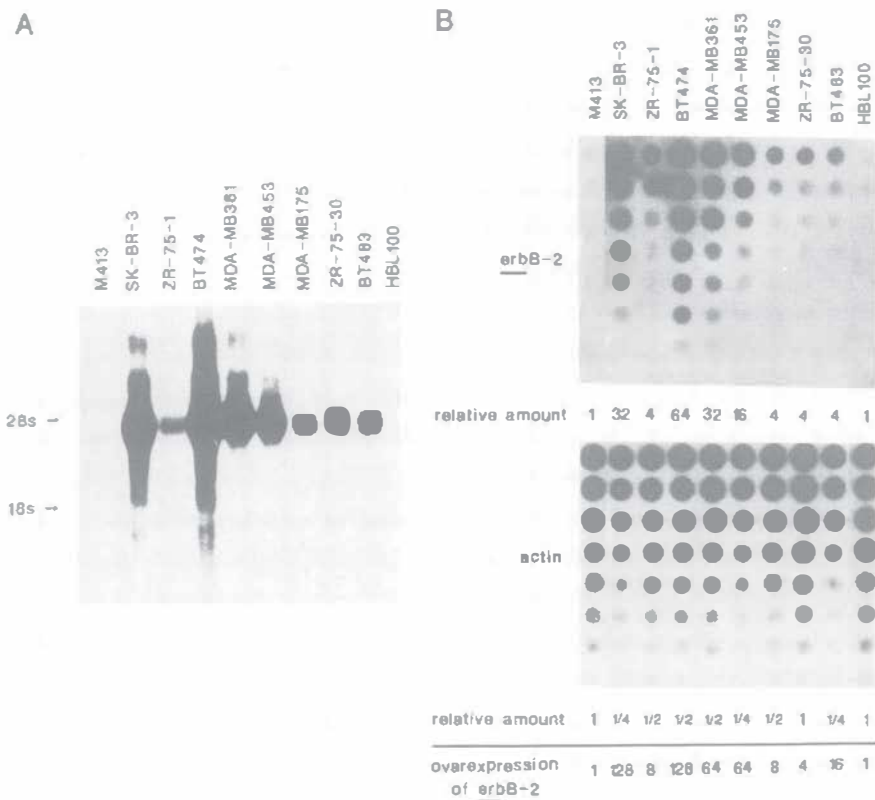 A
M413
SK-BR-3
ZR-75-1
BT474
MDA-MB361
MDA-MB453
MDA-MB175
ZR-75-30
BT483
HBL100
28s
18s
B
M413
SK-BR-3
ZR-75-1
BT474
MDA-MB361
MDA-MB453
MDA-MB175
ZR-75-30
BT483
HBL100
erbB-2
relative amount 1 32 4 64 32 16 4 4 4 1
actin
relative amount 1 1/4 1/2 1/2 1/2 1/4 1/2 1 1/4 1
ovarexpression 1 128 8 128 64 64 8 4 16 1
of erbB-2